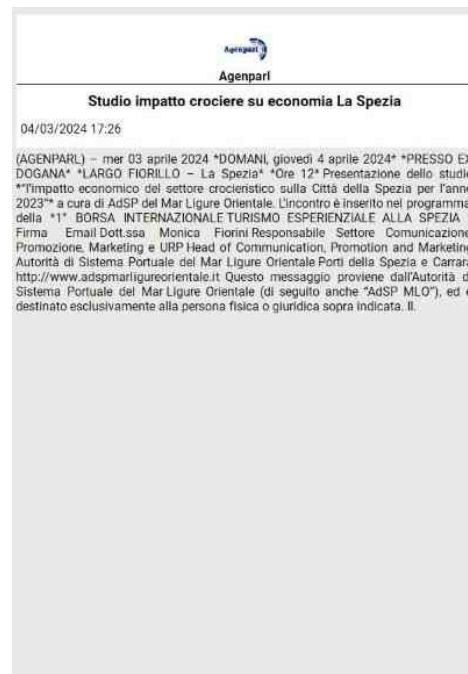 Agenparl
Agenparl
Studio impatto crociere su economia La Spezia
04/03/2024 17:26
(AGENPARL) – mer 03 aprile 2024 *DOMANI, giovedì 4 aprile 2024* *PRESSO EX
DOGANA* *LARGO FIORILLO – La Spezia* *Ore 12* Presentazione dello studio
*"l'impatto economico del settore crocieristico sulla Città della Spezia per l'anno
2023"* a cura di AdSP del Mar Ligure Orientale. L'incontro è inserito nel programma
della *1° BORSA INTERNAZIONALE TURISMO ESPERIENZIALE ALLA SPEZIA
Firma Email Dott.ssa Monica Fiorini Responsabile Settore Comunicazione,
Promozione, Marketing e URP Head of Communication, Promotion and Marketing
Autorità di Sistema Portuale del Mar Ligure Orientale Porti della Spezia e Carrara
http://www.adspmarligureorientale.it Questo messaggio proviene dall'Autorità d
Sistema Portuale del Mar Ligure Orientale (di seguito anche "AdSP MLO"), ed è
destinato esclusivamente alla persona fisica o giuridica sopra indicata. Il.